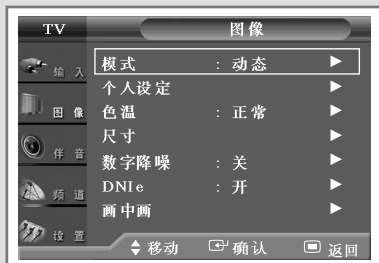 TV
图像
输入
图像
伴音
频道
设置
模式 : 动态 ▶
个人设定 ▶
色温 : 正常 ▶
尺寸 ▶
数字降噪 : 关 ▶
DNIe : 开 ▶
画中画 ▶
移动 确认 返回